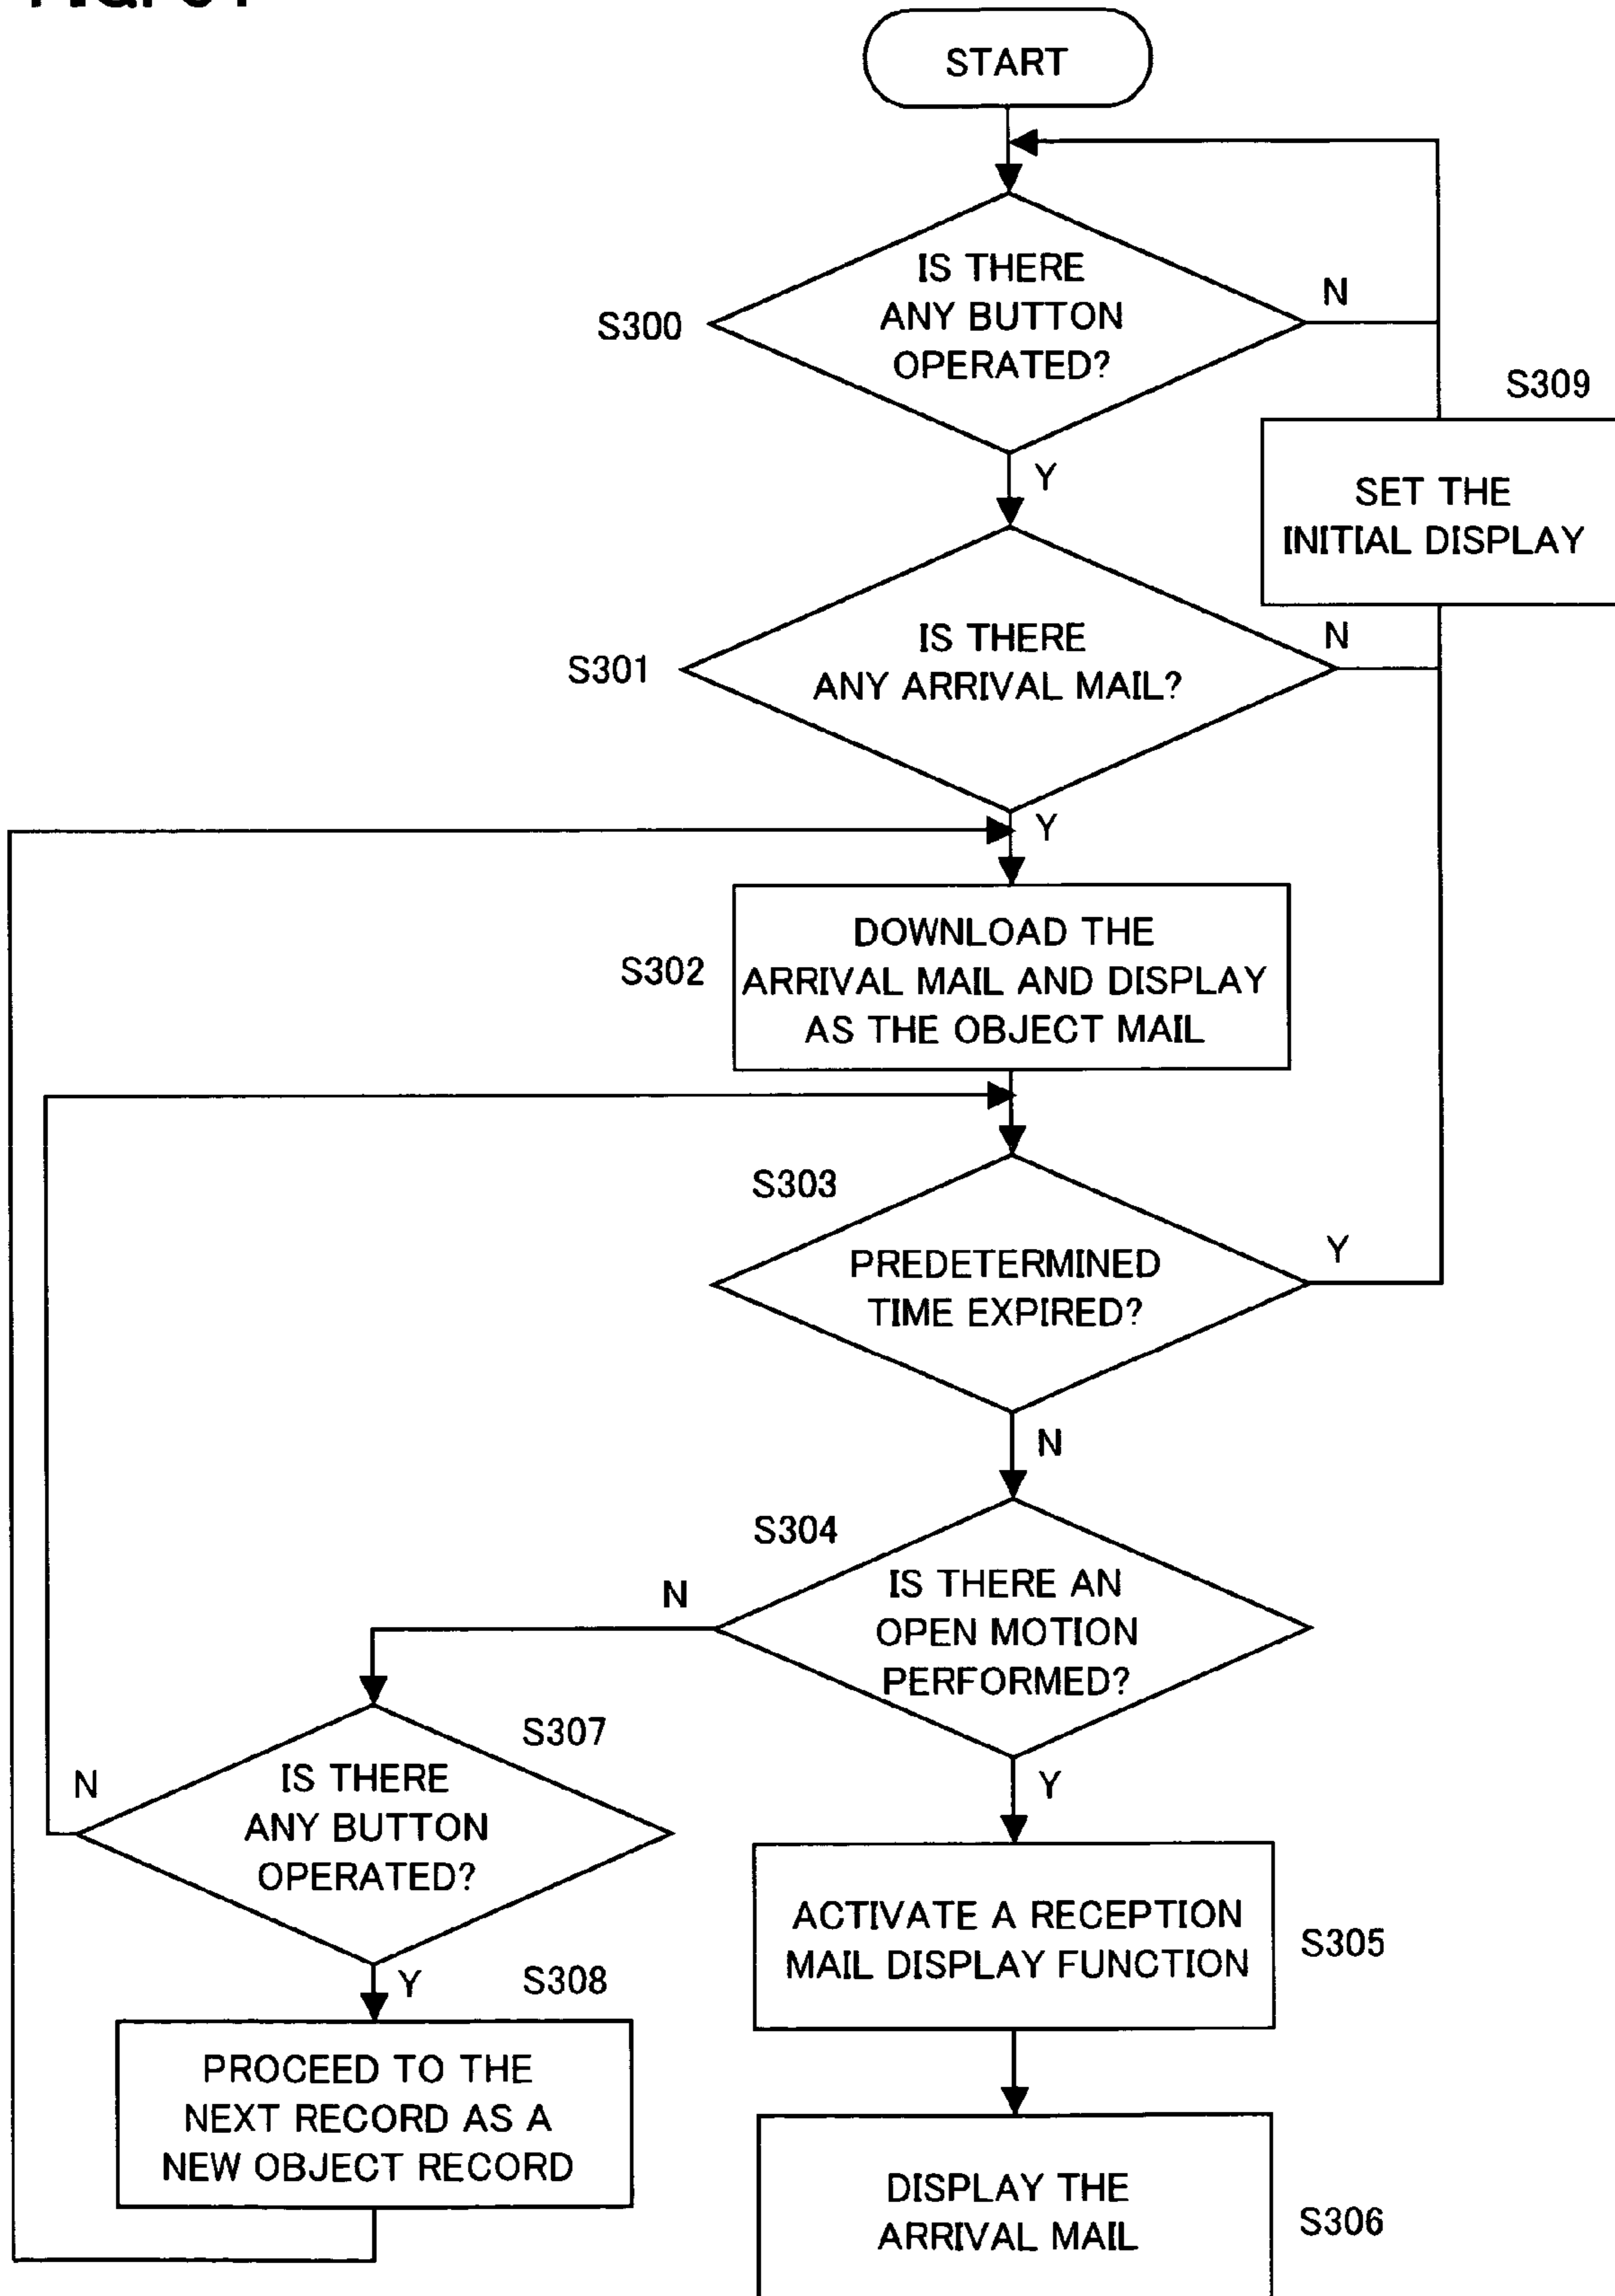 START
IS THERE
ANY BUTTON
OPERATED?
N
S300
S309
Y
SET THE
INITIAL DISPLAY
IS THERE
ANY ARRIVAL MAIL?
N
S301
Y
DOWNLOAD THE
ARRIVAL MAIL AND DISPLAY
AS THE OBJECT MAIL
S302
S303
PREDETERMINED
TIME EXPIRED?
Y
N
S304
IS THERE AN
OPEN MOTION
PERFORMED?
N
Y
S307
IS THERE
ANY BUTTON
OPERATED?
N
Y
S308
ACTIVATE A RECEPTION
MAIL DISPLAY FUNCTION
S305
PROCEED TO THE
NEXT RECORD AS A
NEW OBJECT RECORD
DISPLAY THE
ARRIVAL MAIL
S306